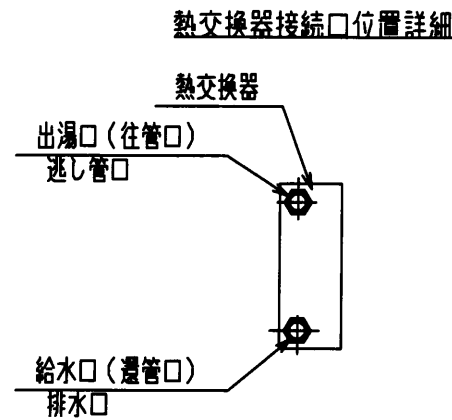 熱交換器接続口位置詳細
熱交換器
出湯口（往管口）
逃し管口
給水口（還管口）
排水口